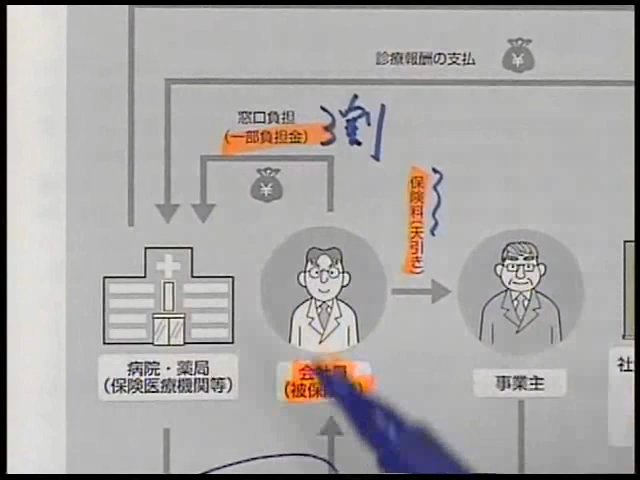 診療報酬の支払
¥
窓口負担
(一部負担金)
3割
¥
保険料(天引き)
病院・薬局
(保険医療機関等)
事業主
社